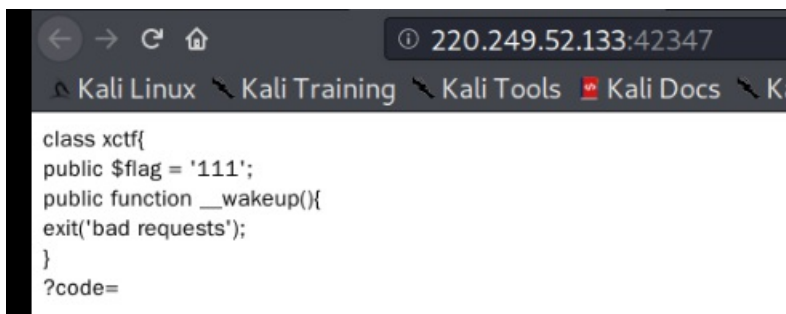 220.249.52.133:42347
Kali Linux Kali Training Kali Tools Kali Docs
class xctf{
public $flag = '111';
public function __wakeup(){
exit('bad requests');
}
?code=